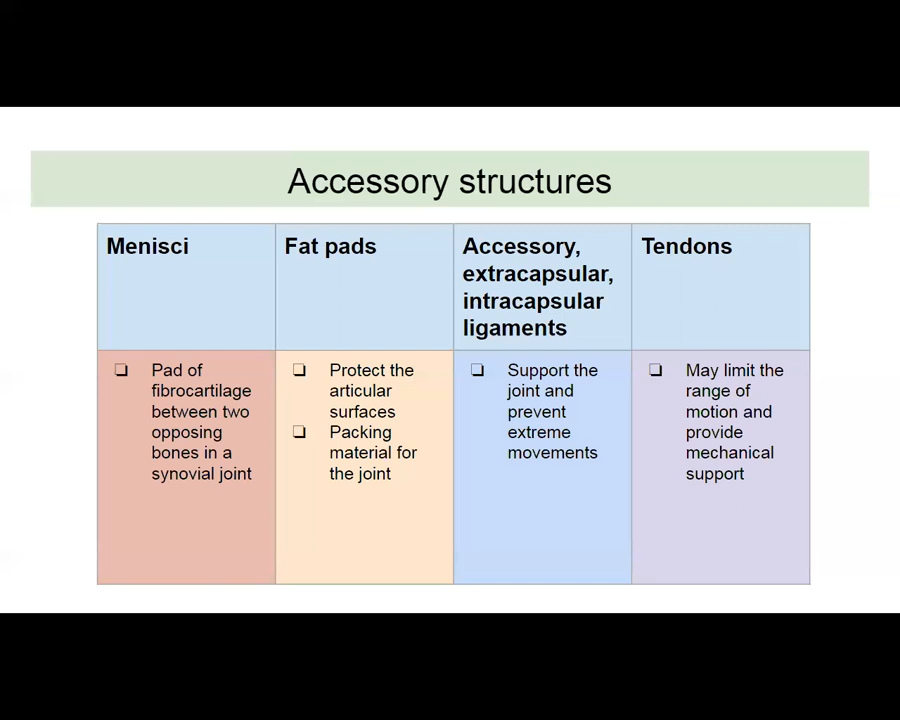 Accessory structures
Menisci
Fat pads
Accessory,
extracapsular,
intracapsular
ligaments
Tendons
❏ Pad of
fibrocartilage
between two
opposing
bones in a
synovial joint
❏ Protect the
articular
surfaces
❏ Packing
material for
the joint
❏ Support the
joint and
prevent
extreme
movements
❏ May limit the
range of
motion and
provide
mechanical
support